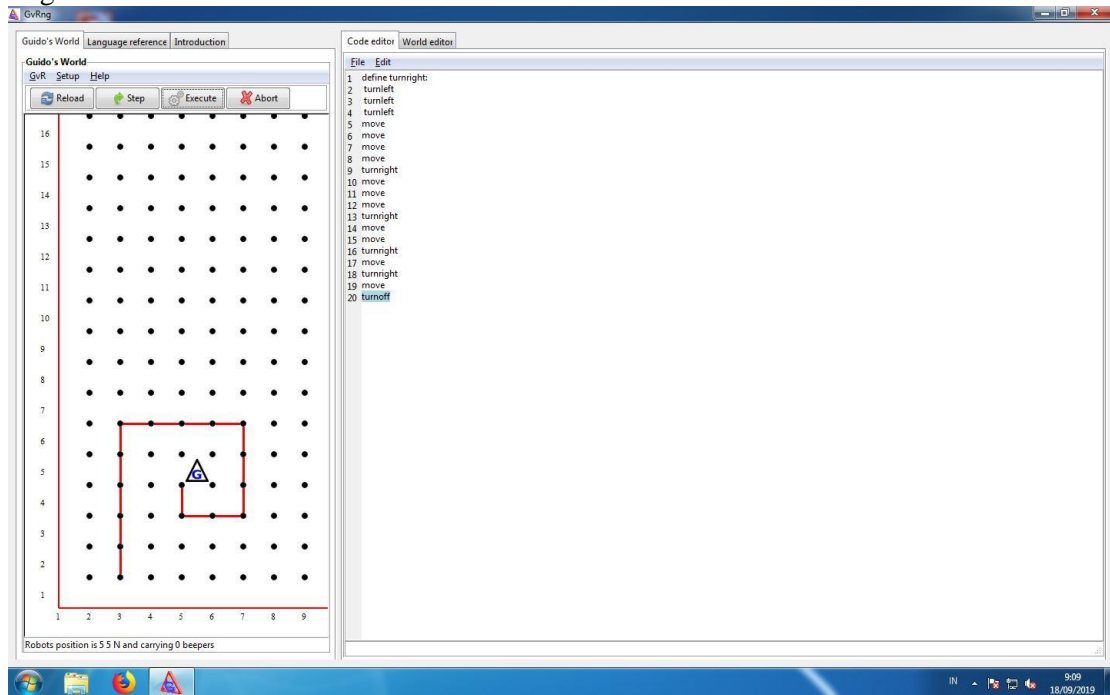 GvRng
Guido's World Language reference Introduction
Guido's World
GvR Setup Help
Reload Step Execute Abort
16
15
14
13
12
11
10
9
8
7
6
5
4
3
2
1
G
1 2 3 4 5 6 7 8 9
Robots position is 5 5 N and carrying 0 beepers
Code editor World editor
File Edit
1 define turnright:
2 turnleft
3 turnleft
4 turnleft
5 move
6 move
7 move
8 move
9 turnright
10 move
11 move
12 move
13 turnright
14 move
15 move
16 turnright
17 move
18 turnright
19 move
20 turnoff
IN
9:09
18/09/2019